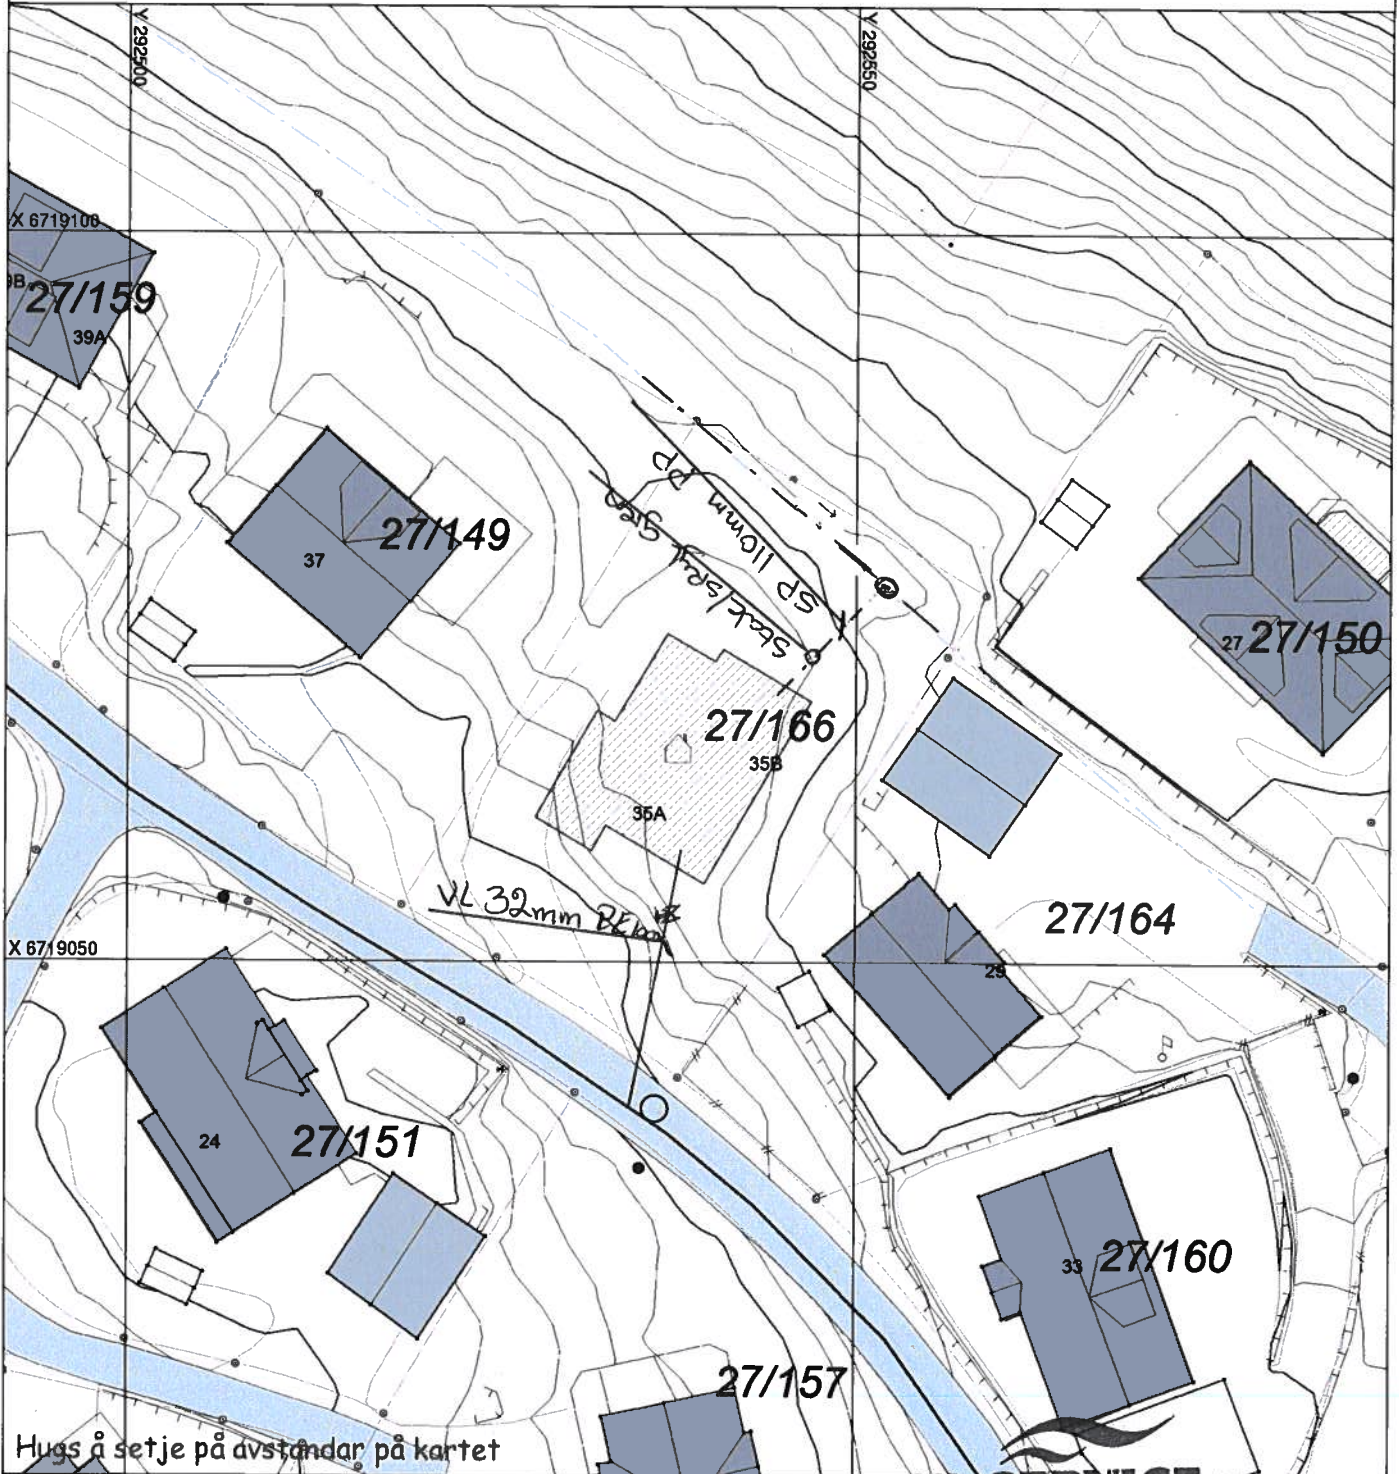 Y 292500
Y 292550
X 6719100
27/159
39A
27/149
37
SP 110mm PP
Stake/spyl gren
27 27/150
27/166
35B
35A
VL 32mm
X 6719050
27/164
29
24
27/151
33 27/160
27/157
Hugs å setje på avstandar på kartet